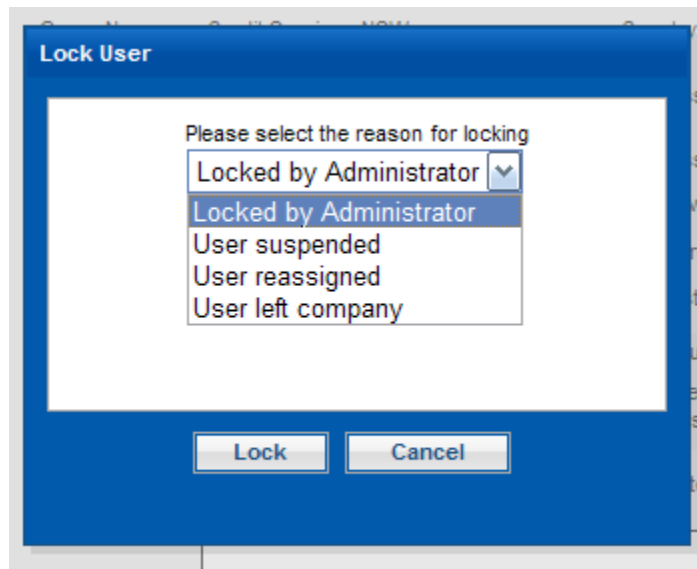 Lock User
Please select the reason for locking
Locked by Administrator
Locked by Administrator
User suspended
User reassigned
User left company
Lock
Cancel